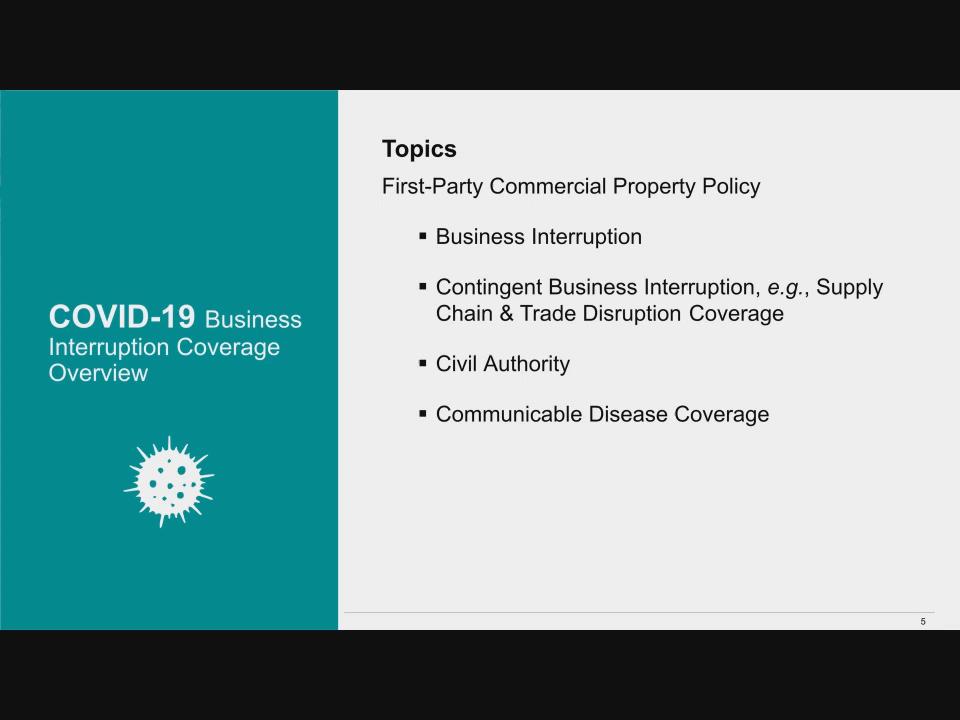 COVID-19 Business
Interruption Coverage
Overview
Topics
First-Party Commercial Property Policy
▪ Business Interruption
▪ Contingent Business Interruption, e.g., Supply
Chain & Trade Disruption Coverage
▪ Civil Authority
▪ Communicable Disease Coverage
5